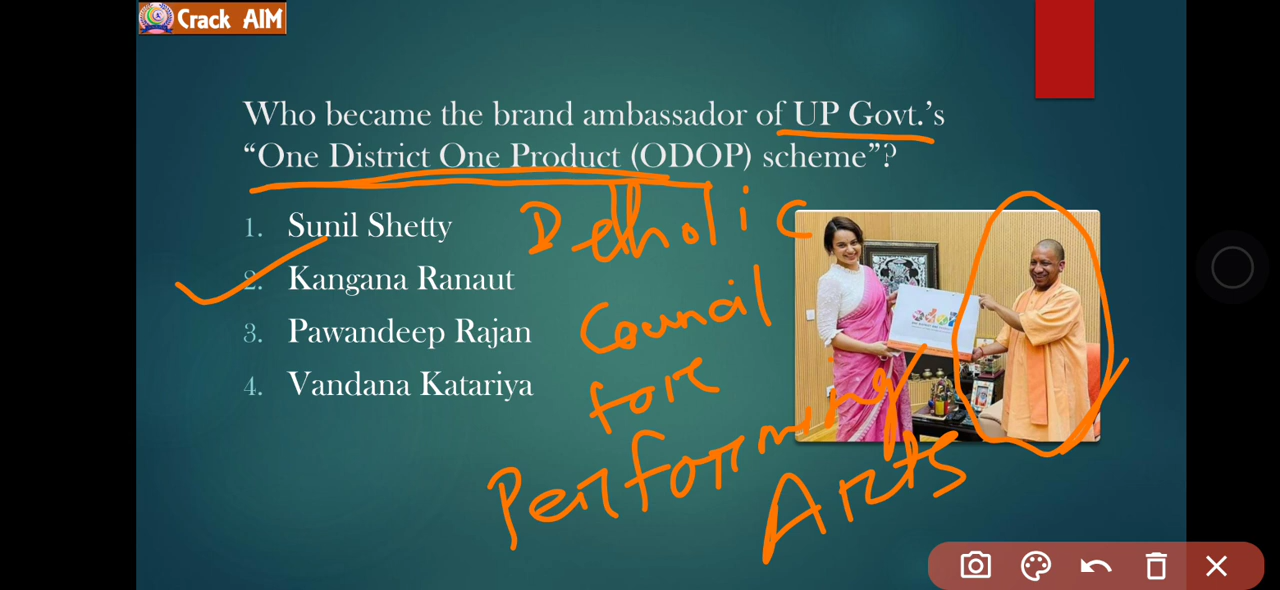 Crack AIM
Who became the brand ambassador of UP Govt.’s
“One District One Product (ODOP) scheme”?
1. Sunil Shetty
2. Kangana Ranaut
3. Pawandeep Rajan
4. Vandana Katariya
Council
for
Performing
Arts